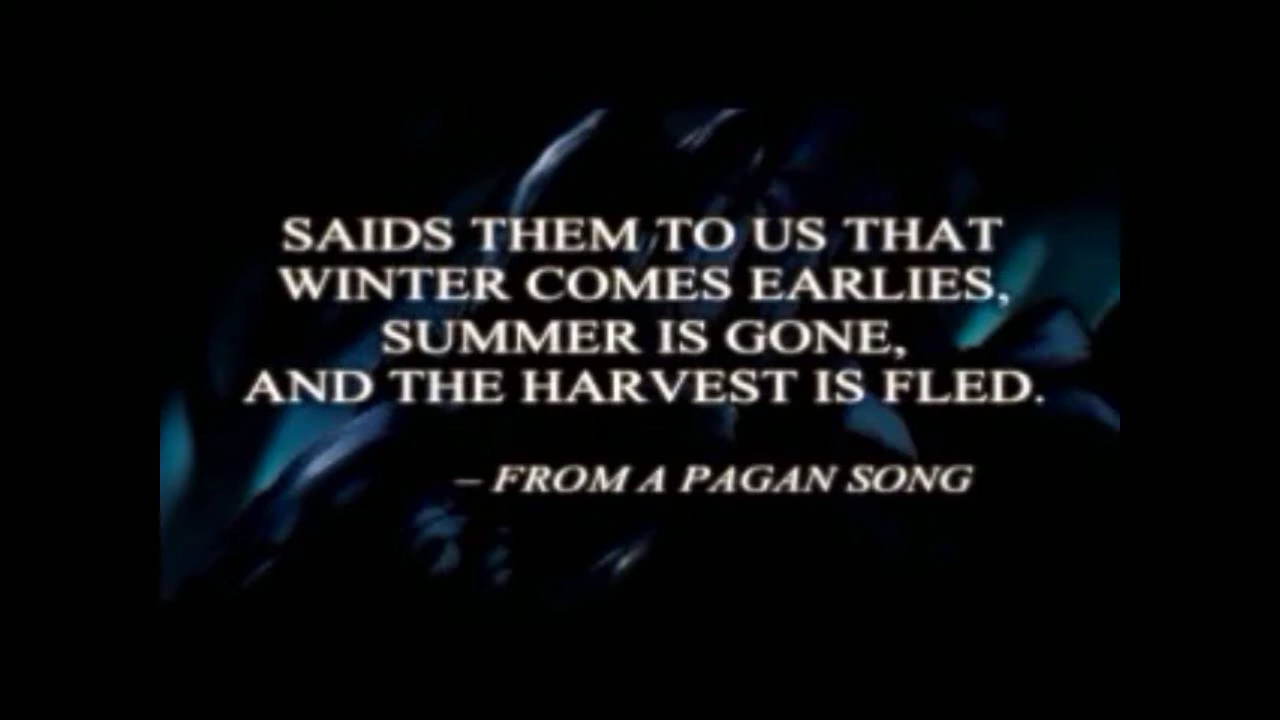 SAIDS THEM TO US THAT
WINTER COMES EARLIES,
SUMMER IS GONE,
AND THE HARVEST IS FLED.
– FROM A PAGAN SONG